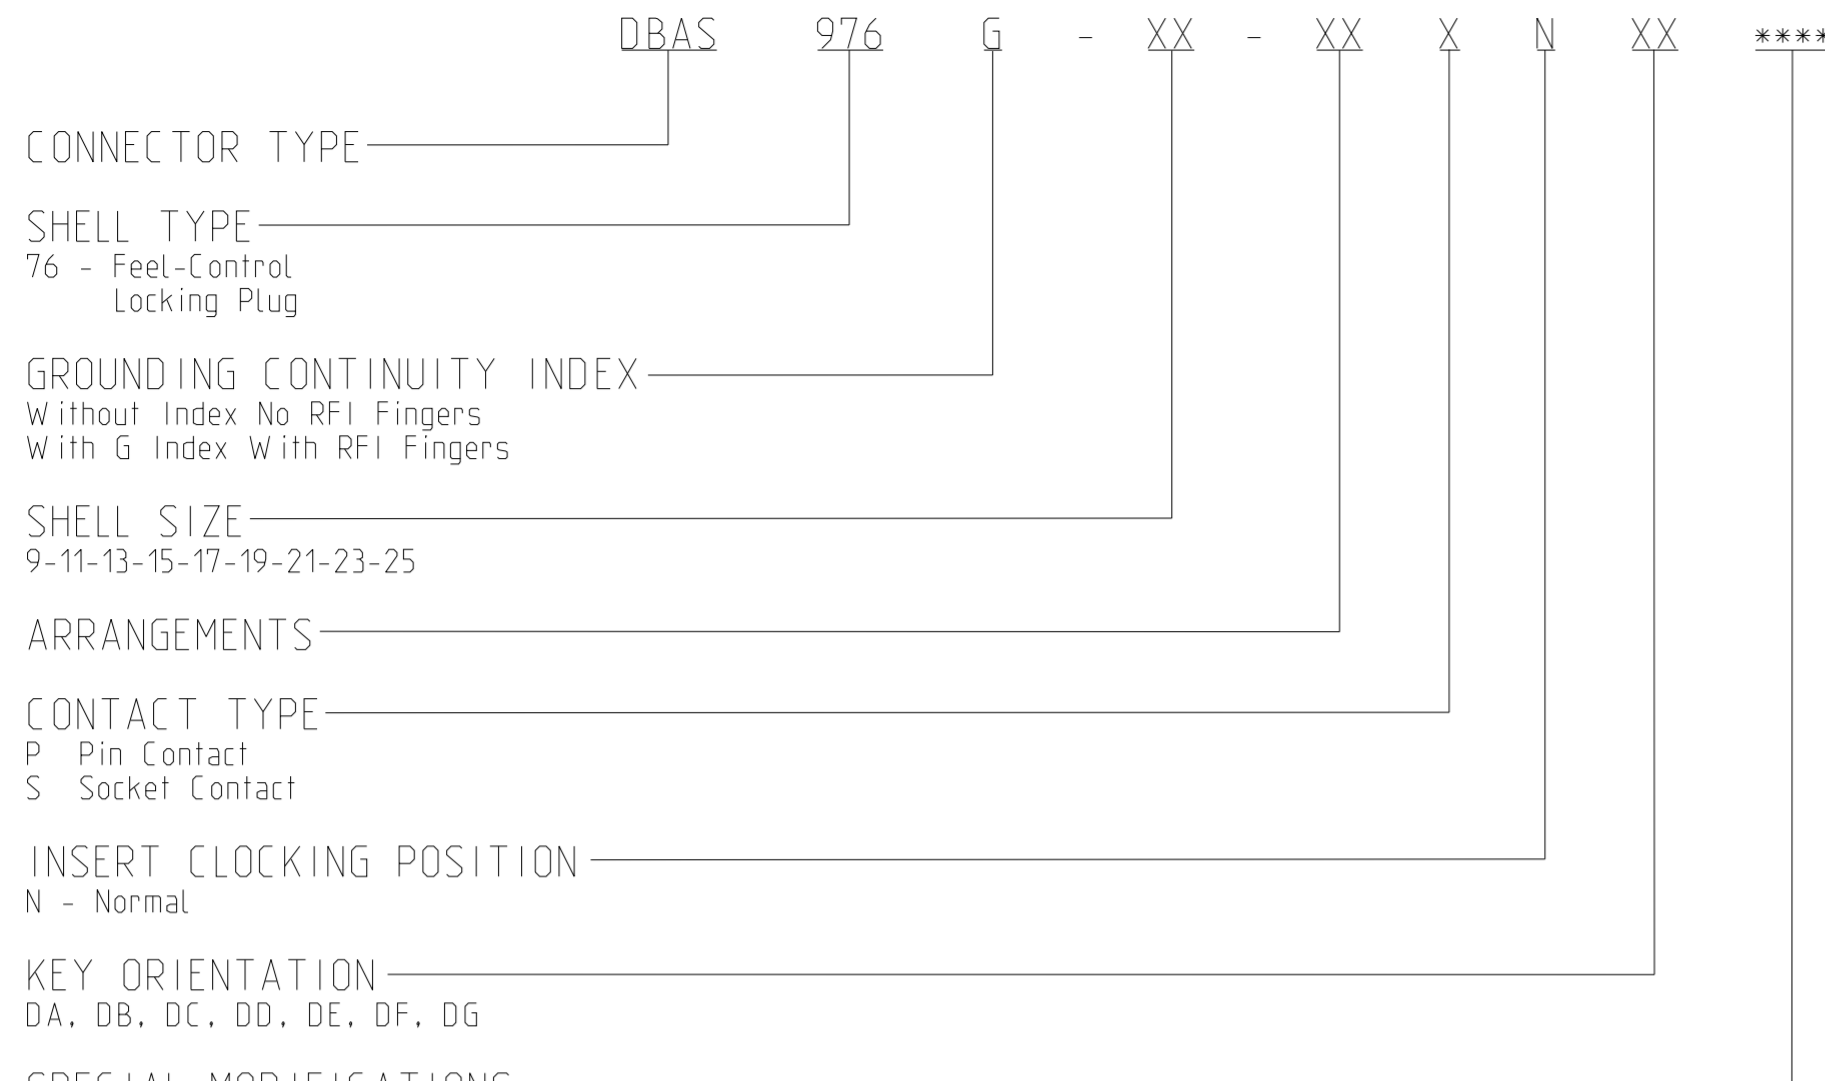 DBAS 976 G - XX - XX X N XX ****
CONNECTOR TYPE
SHELL TYPE
76 - Feel-Control
Locking Plug
GROUNDING CONTINUITY INDEX
Without Index No RFI Fingers
With G Index With RFI Fingers
SHELL SIZE
9-11-13-15-17-19-21-23-25
ARRANGEMENTS
CONTACT TYPE
P Pin Contact
S Socket Contact
INSERT CLOCKING POSITION
N - Normal
KEY ORIENTATION
DA, DB, DC, DD, DE, DF, DG
SPECIAL MODIFICATIONS